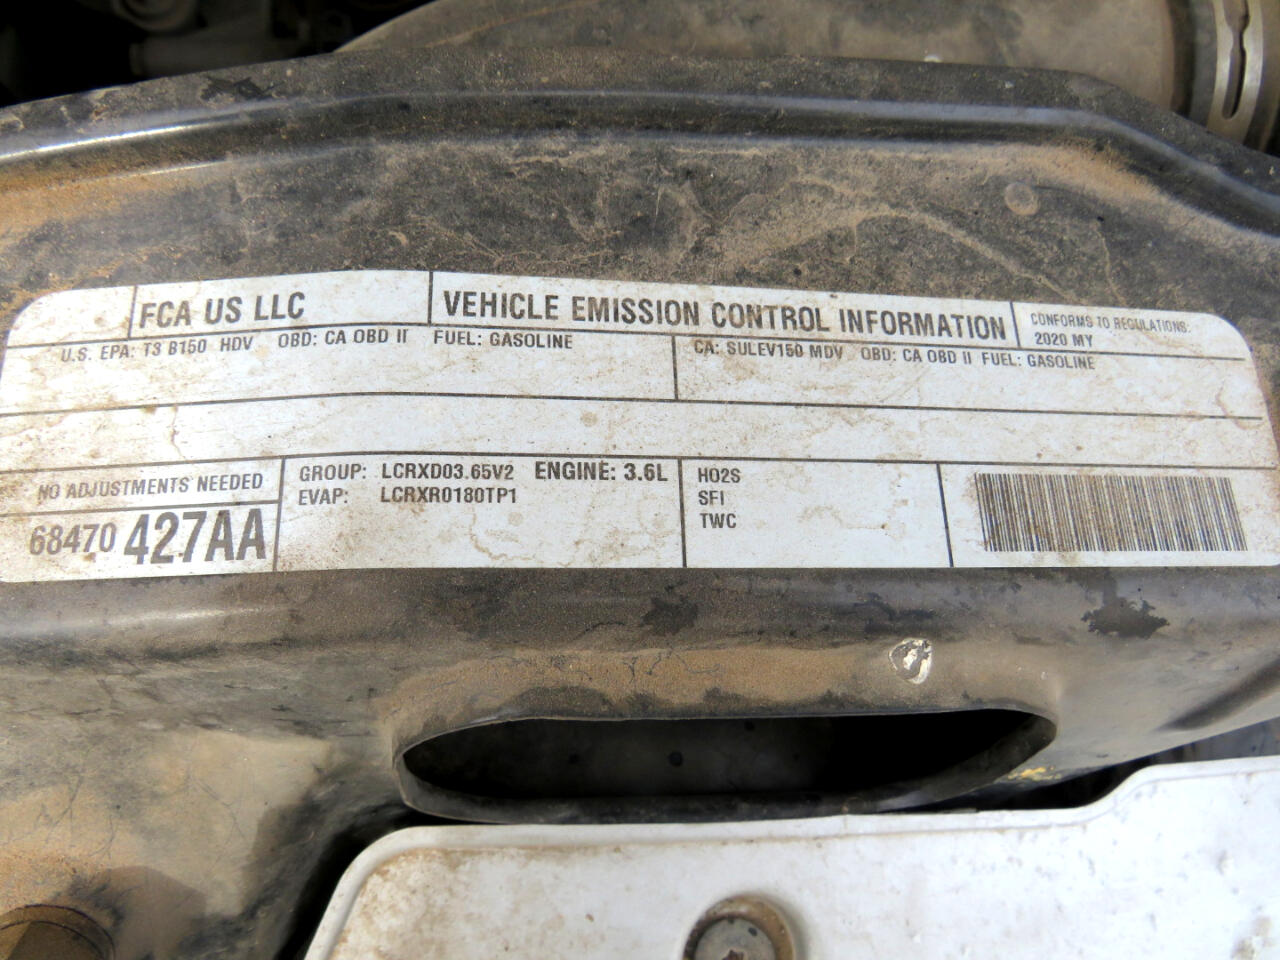 FCA US LLC
VEHICLE EMISSION CONTROL INFORMATION
CONFORMS TO REGULATIONS:
2020 MY
U.S. EPA: T3 B150 HDV OBD: CA OBD II FUEL: GASOLINE
CA: SULEV150 MDV OBD: CA OBD II FUEL: GASOLINE
NO ADJUSTMENTS NEEDED
68470 427AA
GROUP: LCRXD03.65V2 ENGINE: 3.6L
EVAP: LCRXR0180TP1
HO2S
SFI
TWC